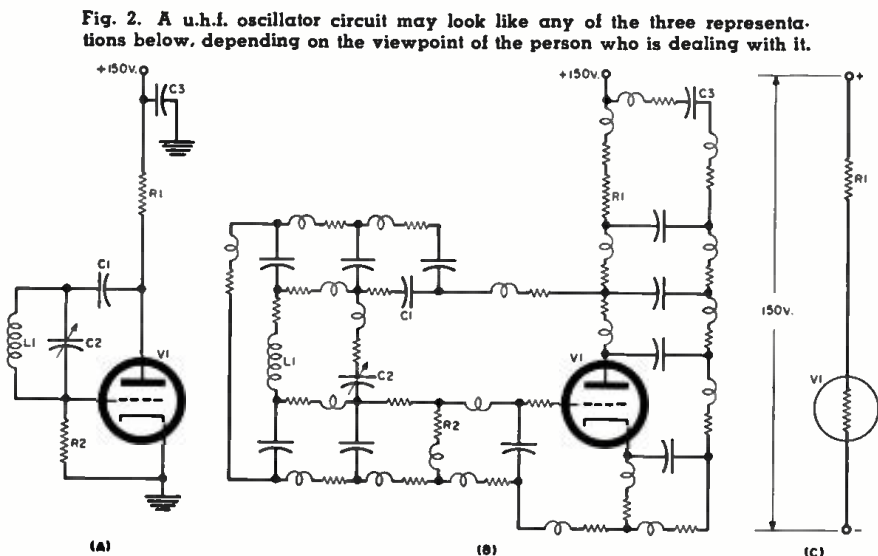 Fig. 2. A u.h.f. oscillator circuit may look like any of the three representa-
tions below, depending on the viewpoint of the person who is dealing with it.
+150V.
C3
R1
C1
L1
C2
V1
R2
(A)
+150V.
C3
R1
C1
L1
C2
V1
R2
(B)
+
R1
150V.
V1
-
(C)